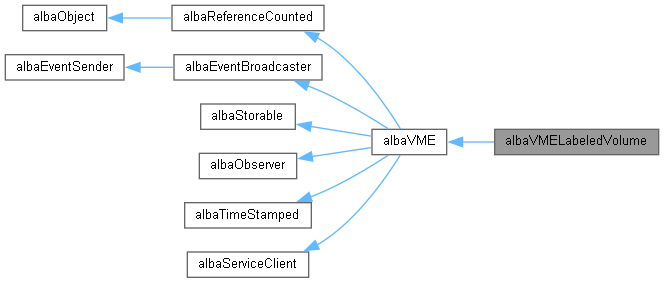 albaObject
albaReferenceCounted
albaEventSender
albaEventBroadcaster
albaStorable
albaVME
albaVMELabeledVolume
albaObserver
albaTimeStamped
albaServiceClient